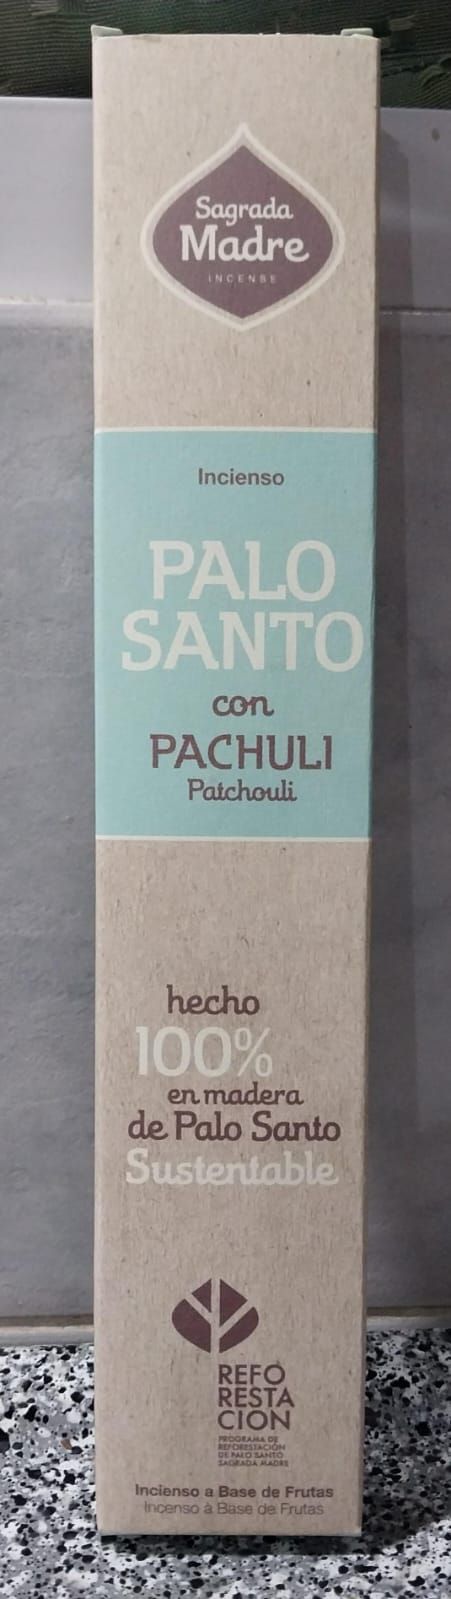 Sagrada
Madre
INCENSE
Incienso
PALO
SANTO
con
PACHULI
Patchouli
hecho
100%
en madera
de Palo Santo
Sustentable
REFO
RESTA
CION
PROGRAMA DE
REFORESTACIÓN
DE PALO SANTO
SAGRADA MADRE
Incienso a Base de Frutas
Incenso à Base de Frutas